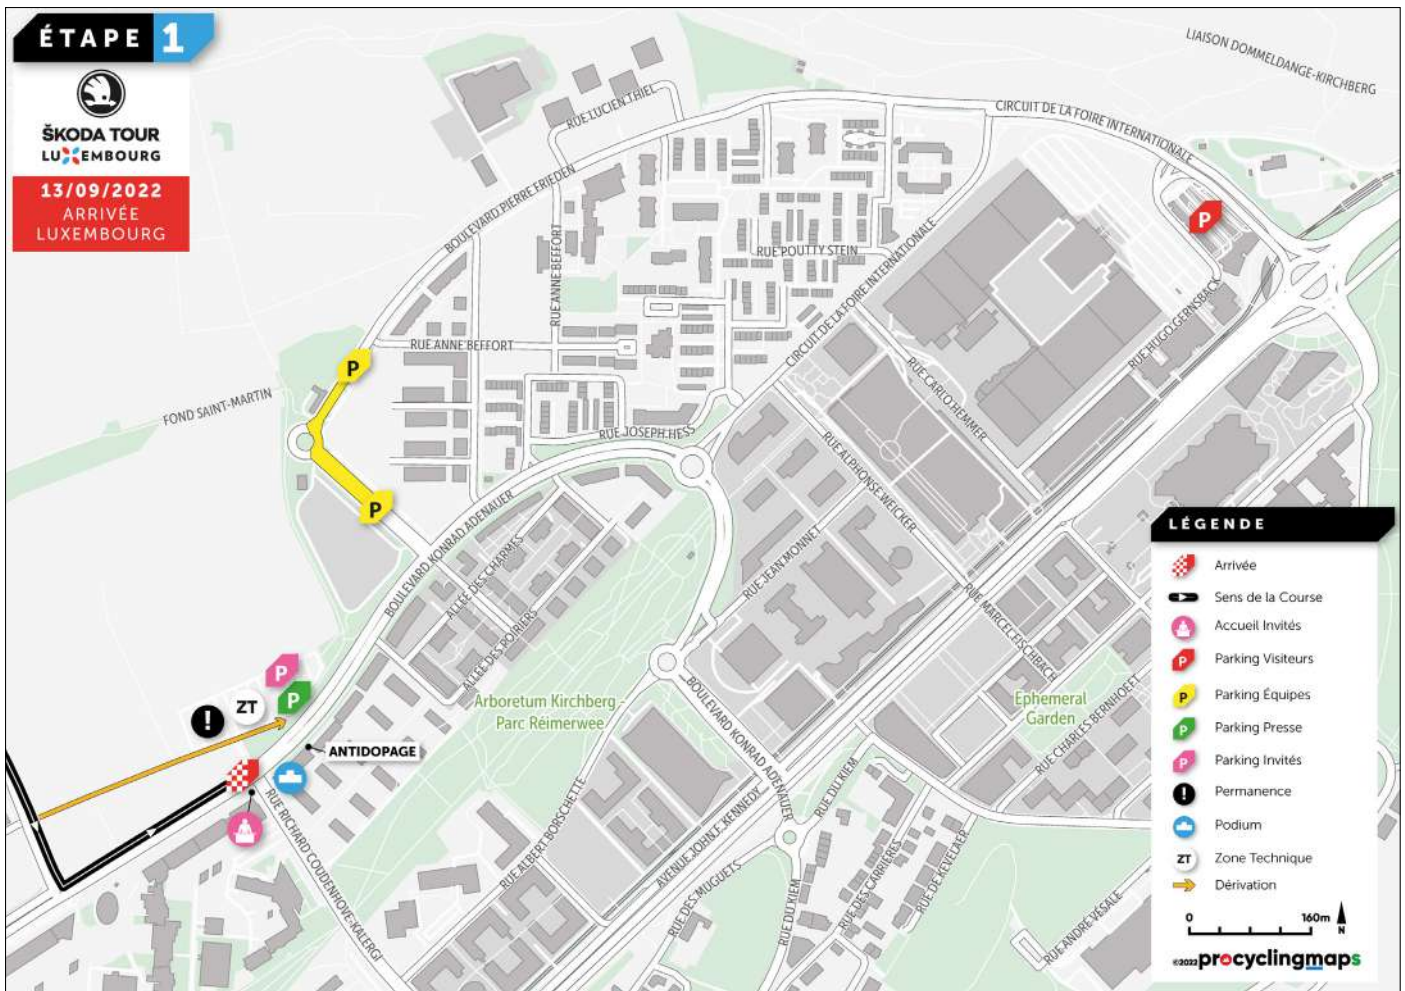 ÉTAPE 1
ŠKODA TOUR
LUXEMBOURG
13/09/2022
ARRIVÉE
LUXEMBOURG
LIAISON DOMMELDANGE-KIRCHBERG
CIRCUIT DE LA FOIRE INTERNATIONALE
RUE LUCIEN THIEL
BOULEVARD PIERRE FRIEDEN
P
RUE ANNE BEFFORT
RUE POUTTY STEIN
CIRCUIT DE LA FOIRE INTERNATIONALE
RUE HUGO GERNSBACK
RUE ANNE BEFFORT
P
RUE CARLO HEMMER
FOND SAINT-MARTIN
RUE JOSEPH HESS
RUE ALPHONSE WEICKER
P
BOULEVARD KONRAD ADENAUER
ALLÉE DES CHARMES
RUE JEAN MONNET
ALLÉE DES POIRIERS
RUE MARCEL FISCHBACH
P
P
ZT
!
Arboretum Kirchberg -
Parc Réimerwee
Ephemeral
Garden
BOULEVARD KONRAD ADENAUER
RUE CHARLES BERNHOEFT
ANTIDOPAGE
RUE RICHARD COUDENHOVE-KALERGI
RUE ALBERT BORSCHETTE
AVENUE JOHN F. KENNEDY
RUE DU KIEM
RUE DES MUGUETS
RUE DU KIEM
RUE DES CARRIÈRES
RUE DE KEVELAER
RUE ANDRÉ VÉSALE
LÉGENDE
Arrivée
Sens de la Course
Accueil Invités
P Parking Visiteurs
P Parking Équipes
P Parking Presse
P Parking Invités
! Permanence
Podium
ZT Zone Technique
Dérivation
0 160m
N
©2022 procyclingmaps